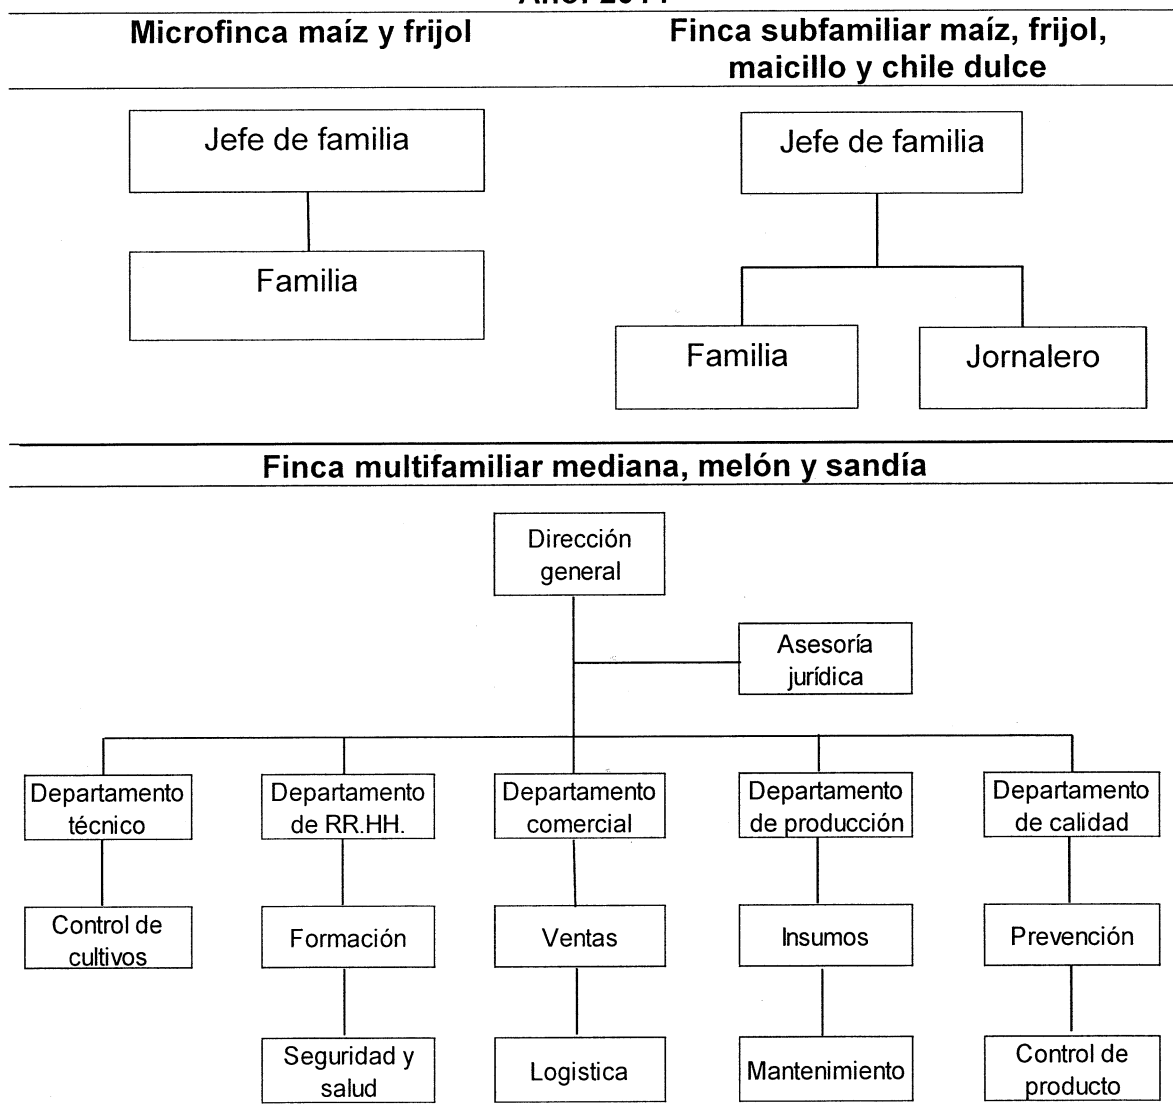 Microfinca maíz y frijol
Finca subfamiliar maíz, frijol,
maicillo y chile dulce
Jefe de familia
Familia
Jefe de familia
Familia
Jornalero
Finca multifamiliar mediana, melón y sandía
Dirección
general
Asesoría
jurídica
Departamento
técnico
Departamento
de RR.HH.
Departamento
comercial
Departamento
de producción
Departamento
de calidad
Control de
cultivos
Formación
Ventas
Insumos
Prevención
Seguridad y
salud
Logistica
Mantenimiento
Control de
producto